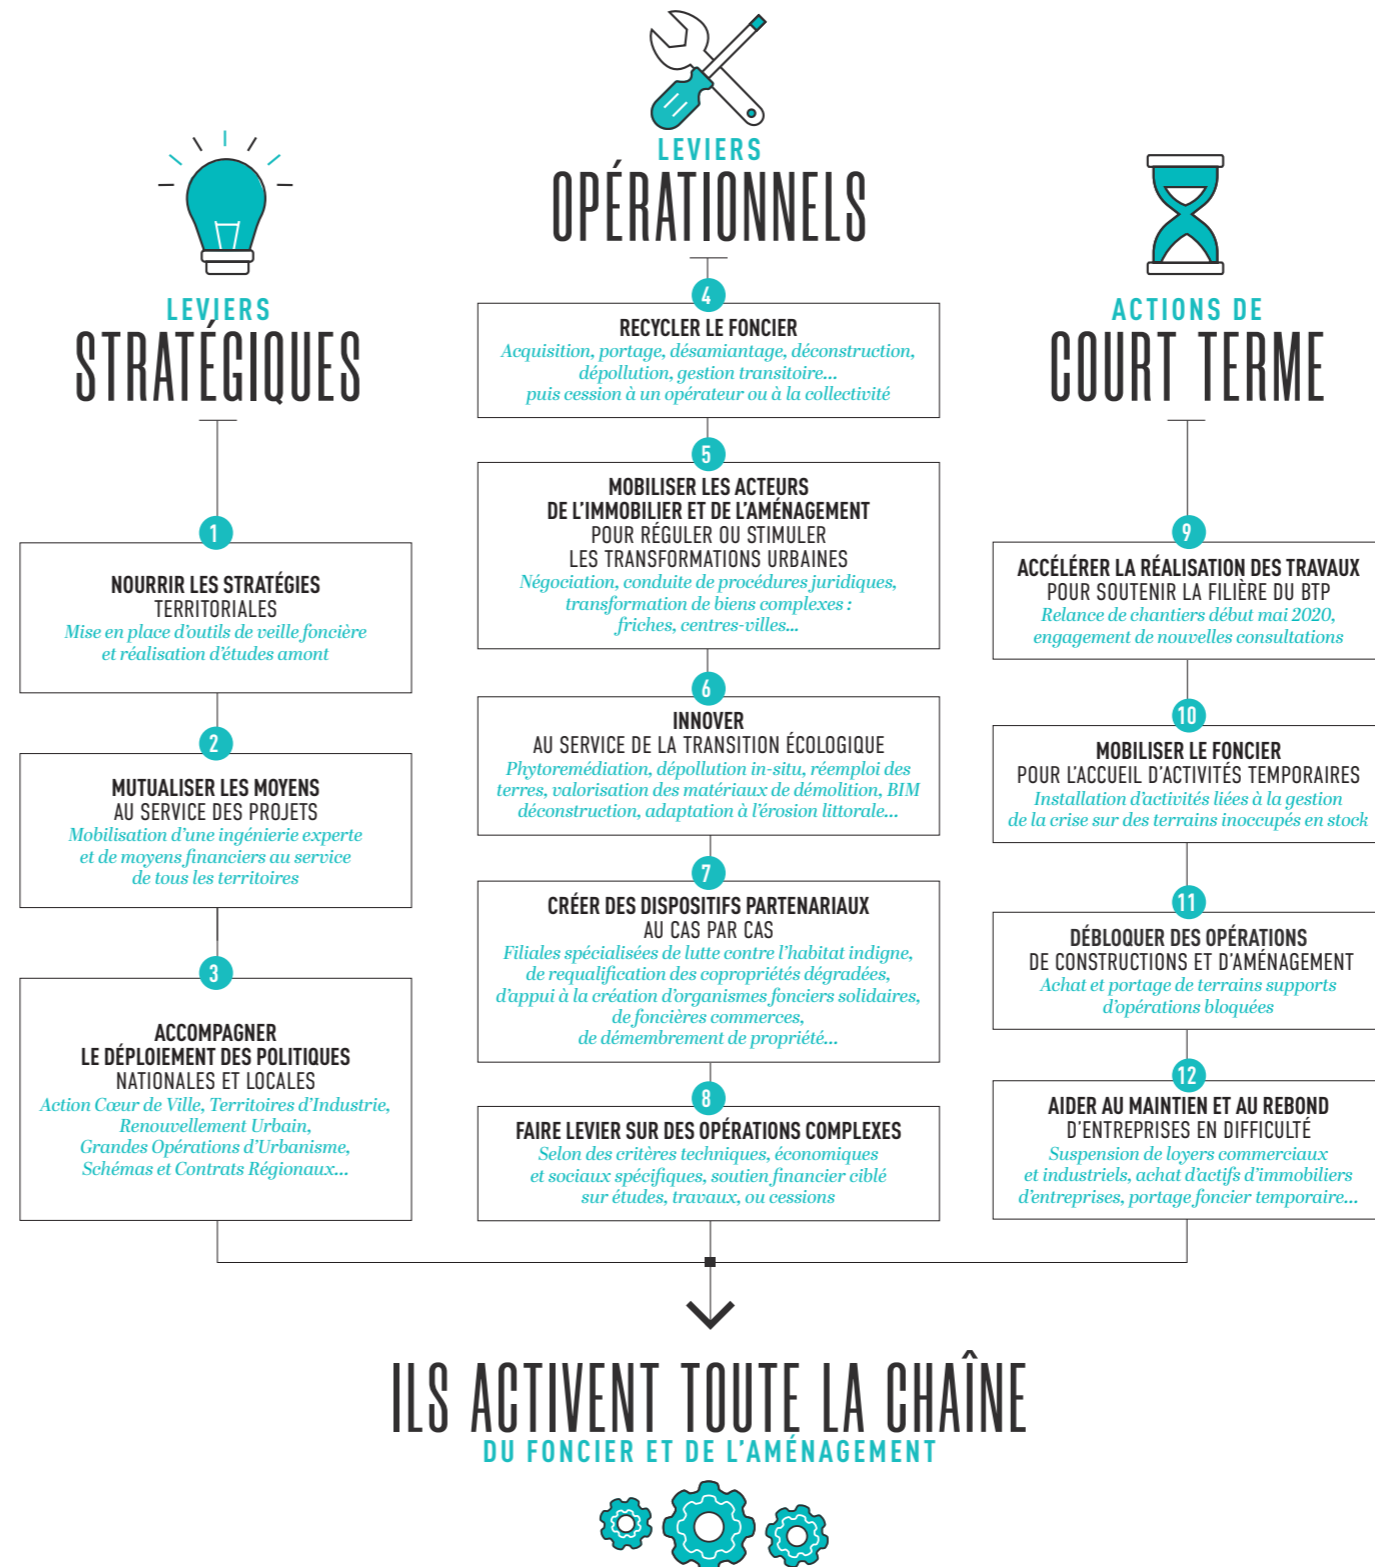 LEVIERS
STRATÉGIQUES
1
NOURRIR LES STRATÉGIES
TERRITORIALES
Mise en place d'outils de veille foncière
et réalisation d'études amont
2
MUTUALISER LES MOYENS
AU SERVICE DES PROJETS
Mobilisation d'une ingénierie experte
et de moyens financiers au service
de tous les territoires
3
ACCOMPAGNER
LE DÉPLOIEMENT DES POLITIQUES
NATIONALES ET LOCALES
Action Cœur de Ville, Territoires d'Industrie,
Renouvellement Urbain,
Grandes Opérations d'Urbanisme,
Schémas et Contrats Régionaux...
LEVIERS
OPÉRATIONNELS
4
RECYCLER LE FONCIER
Acquisition, portage, désamiantage, déconstruction,
dépollution, gestion transitoire...
puis cession à un opérateur ou à la collectivité
5
MOBILISER LES ACTEURS
DE L'IMMOBILIER ET DE L'AMÉNAGEMENT
POUR RÉGULER OU STIMULER
LES TRANSFORMATIONS URBAINES
Négociation, conduite de procédures juridiques,
transformation de biens complexes :
friches, centres-villes...
6
INNOVER
AU SERVICE DE LA TRANSITION ÉCOLOGIQUE
Phytoremédiation, dépollution in-situ, réemploi des
terres, valorisation des matériaux de démolition, BIM
déconstruction, adaptation à l'érosion littorale...
7
CRÉER DES DISPOSITIFS PARTENARIAUX
AU CAS PAR CAS
Filiales spécialisées de lutte contre l'habitat indigne,
de requalification des copropriétés dégradées,
d'appui à la création d'organismes fonciers solidaires,
de foncières commerces,
de démembrement de propriété...
8
FAIRE LEVIER SUR DES OPÉRATIONS COMPLEXES
Selon des critères techniques, économiques
et sociaux spécifiques, soutien financier ciblé
sur études, travaux, ou cessions
ACTIONS DE
COURT TERME
9
ACCÉLÉRER LA RÉALISATION DES TRAVAUX
POUR SOUTENIR LA FILIÈRE DU BTP
Relance de chantiers début mai 2020,
engagement de nouvelles consultations
10
MOBILISER LE FONCIER
POUR L'ACCUEIL D'ACTIVITÉS TEMPORAIRES
Installation d'activités liées à la gestion
de la crise sur des terrains inoccupés en stock
11
DÉBLOQUER DES OPÉRATIONS
DE CONSTRUCTIONS ET D'AMÉNAGEMENT
Achat et portage de terrains supports
d'opérations bloquées
12
AIDER AU MAINTIEN ET AU REBOND
D'ENTREPRISES EN DIFFICULTÉ
Suspension de loyers commerciaux
et industriels, achat d'actifs d'immobiliers
d'entreprises, portage foncier temporaire...
ILS ACTIVENT TOUTE LA CHAÎNE
DU FONCIER ET DE L'AMÉNAGEMENT